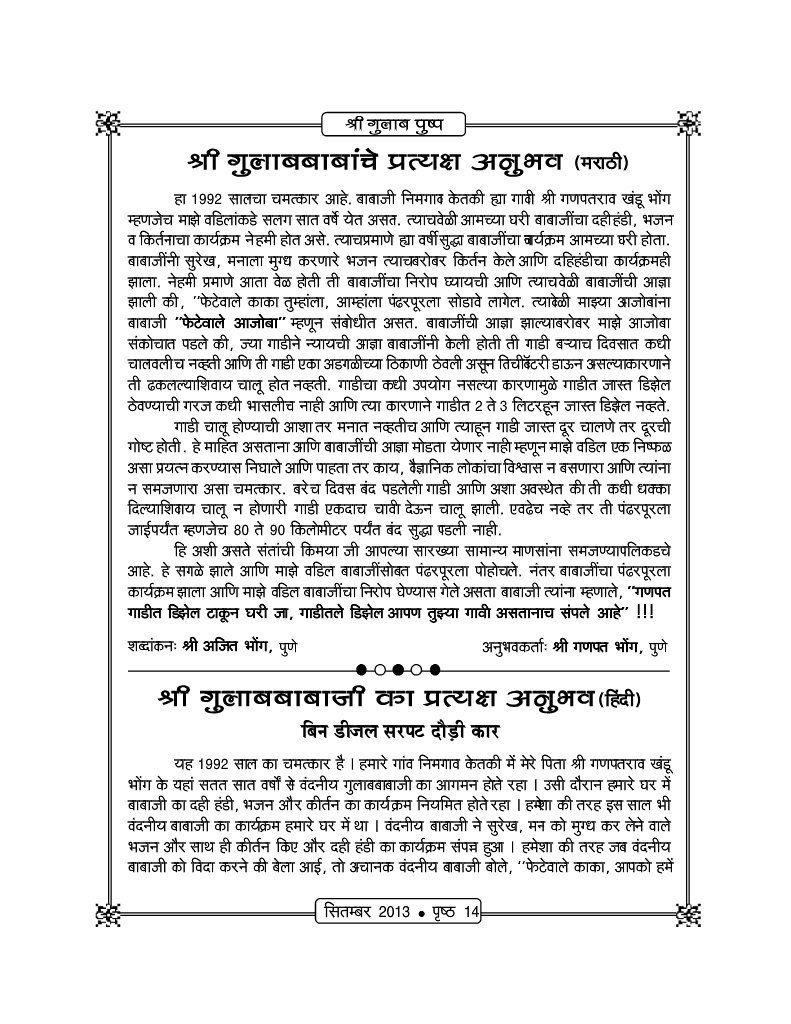 श्री गुलाब पुष्प
श्री गुलाबबाबांचे प्रत्यक्ष अनुभव (मराठी)
हा 1992 सालचा चमत्कार आहे. बाबाजी निमगाव केतकी ह्या गावी श्री गणपतराव खंडू भोंग
म्हणजेच माझे वडिलांकडे सलग सात वर्षे येत असत. त्याचवेळी आमच्या घरी बाबाजींचा दहीहंडी, भजन
व किर्तनाचा कार्यक्रम नेहमी होत असे. त्याचप्रमाणे ह्या वर्षीसुद्धा बाबाजींचा कार्यक्रम आमच्या घरी होता.
बाबाजींनी सुरेख, मनाला मुग्ध करणारे भजन त्याचबरोबर किर्तन केले आणि दहिहंडीचा कार्यक्रमही
झाला. नेहमी प्रमाणे आता वेळ होती ती बाबाजींचा निरोप घ्यायची आणि त्याचवेळी बाबाजींची आज्ञा
झाली की, ''फेटेवाले काका तुम्हांला, आम्हांला पंढरपूरला सोडावे लागेल. त्यावेळी माझ्या आजोबांना
बाबाजी ''फेटेवाले आजोबा'' म्हणून संबोधीत असत. बाबाजींची आज्ञा झाल्याबरोबर माझे आजोबा
संकोचात पडले की, ज्या गाडीने न्यायची आज्ञा बाबाजींनी केली होती ती गाडी बऱ्याच दिवसात कधी
चालवलीच नव्हती आणि ती गाडी एका अडगळीच्या ठिकाणी ठेवली असून तिचीबॅटरी डाऊन असल्याकारणाने
ती ढकलल्याशिवाय चालू होत नव्हती. गाडीचा कधी उपयोग नसल्या कारणामुळे गाडीत जास्त डिझेल
ठेवण्याची गरज कधी भासलीच नाही आणि त्या कारणाने गाडीत 2 ते 3 लिटरहून जास्त डिझेल नव्हते.
गाडी चालू होण्याची आशा तर मनात नव्हतीच आणि त्याहून गाडी जास्त दूर चालणे तर दूरची
गोष्ट होती. हे माहित असताना आणि बाबाजींची आज्ञा मोडता येणार नाही म्हणून माझे वडिल एक निष्फळ
असा प्रयत्न करण्यास निघाले आणि पाहता तर काय, वैज्ञानिक लोकांचा विश्वास न बसणारा आणि त्यांना
न समजणारा असा चमत्कार. बरेच दिवस बंद पडलेली गाडी आणि अशा अवस्थेत की ती कधी धक्का
दिल्याशिवाय चालू न होणारी गाडी एकदाच चावी देऊन चालू झाली. एवढेच नव्हे तर ती पंढरपूरला
जाईपर्यंत म्हणजेच 80 ते 90 किलोमीटर पर्यंत बंद सुद्धा पडली नाही.
हि अशी असते संतांची किमया जी आपल्या सारख्या सामान्य माणसांना समजण्यापलिकडचे
आहे. हे सगळे झाले आणि माझे वडिल बाबाजींसोबत पंढरपूरला पोहोचले. नंतर बाबाजींचा पंढरपूरला
कार्यक्रम झाला आणि माझे वडिल बाबाजींचा निरोप घेण्यास गेले असता बाबाजी त्यांना म्हणाले, ''गणपत
गाडीत डिझेल टाकून घरी जा, गाडीतले डिझेल आपण तुझ्या गावी असतानाच संपले आहे'' !!!
शब्दांकनः श्री अजित भोंग, पुणे अनुभवकर्ताः श्री गणपत भोंग, पुणे
श्री गुलाबबाबाजी का प्रत्यक्ष अनुभव (हिंदी)
बिन डीजल सरपट दौड़ी कार
यह 1992 साल का चमत्कार है । हमारे गांव निमगाव केतकी में मेरे पिता श्री गणपतराव खंडू
भोंग के यहां सतत सात वर्षों से वंदनीय गुलाबबाबाजी का आगमन होते रहा । उसी दौरान हमारे घर में
बाबाजी का दही हंडी, भजन और कीर्तन का कार्यक्रम नियमित होते रहा । हमेशा की तरह इस साल भी
वंदनीय बाबाजी का कार्यक्रम हमारे घर में था । वंदनीय बाबाजी ने सुरेख, मन को मुग्ध कर लेने वाले
भजन और साथ ही कीर्तन किए और दही हंडी का कार्यक्रम संपन्न हुआ । हमेशा की तरह जब वंदनीय
बाबाजी को विदा करने की बेला आई, तो अचानक वंदनीय बाबाजी बोले, ''फेटेवाले काका, आपको हमें
सितम्बर 2013 ● पृष्ठ 14